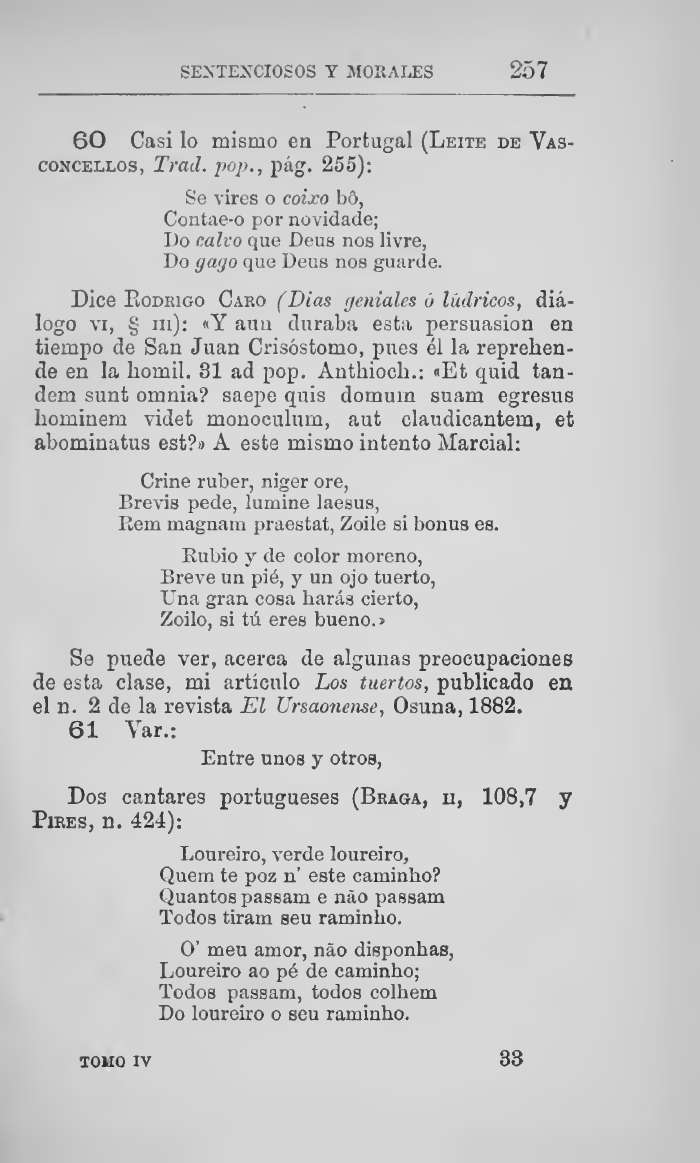 SENTENCIOSOS Y MORALES 257
60 Casi lo mismo en Portugal (LEITE DE VAS-
CONCELLOS, Trad. pop., pág. 255):
Se vires o coixo bô,
Contae-o por novidade;
Do calvo que Deus nos livre,
Do gago que Deus nos guarde.
Dice RODRIGO CARO (Dias geniales ó lúdricos, diá-
logo VI, § III): «Y aun duraba esta persuasion en
tiempo de San Juan Crisóstomo, pues él la reprehen-
de en la homil. 31 ad pop. Anthioch.: «Et quid tan-
dem sunt omnia? saepe quis domum suam egresus
hominem videt monoculum, aut claudicantem, et
abominatus est?» A este mismo intento Marcial:
Crine ruber, niger ore,
Brevis pede, lumine laesus,
Rem magnam praestat, Zoile si bonus es.
Rubio y de color moreno,
Breve un pié, y un ojo tuerto,
Una gran cosa harás cierto,
Zoilo, si tú eres bueno.»
Se puede ver, acerca de algunas preocupaciones
de esta clase, mi artículo Los tuertos, publicado en
el n. 2 de la revista El Ursaonense, Osuna, 1882.
61 Var.:
Entre unos y otros,
Dos cantares portugueses (BRAGA, II, 108,7 y
PIRES, n. 424):
Loureiro, verde loureiro,
Quem te poz n' este caminho?
Quantos passam e não passam
Todos tiram seu raminho.
O' meu amor, não disponhas,
Loureiro ao pé de caminho;
Todos passam, todos colhem
Do loureiro o seu raminho.
TOMO IV 33